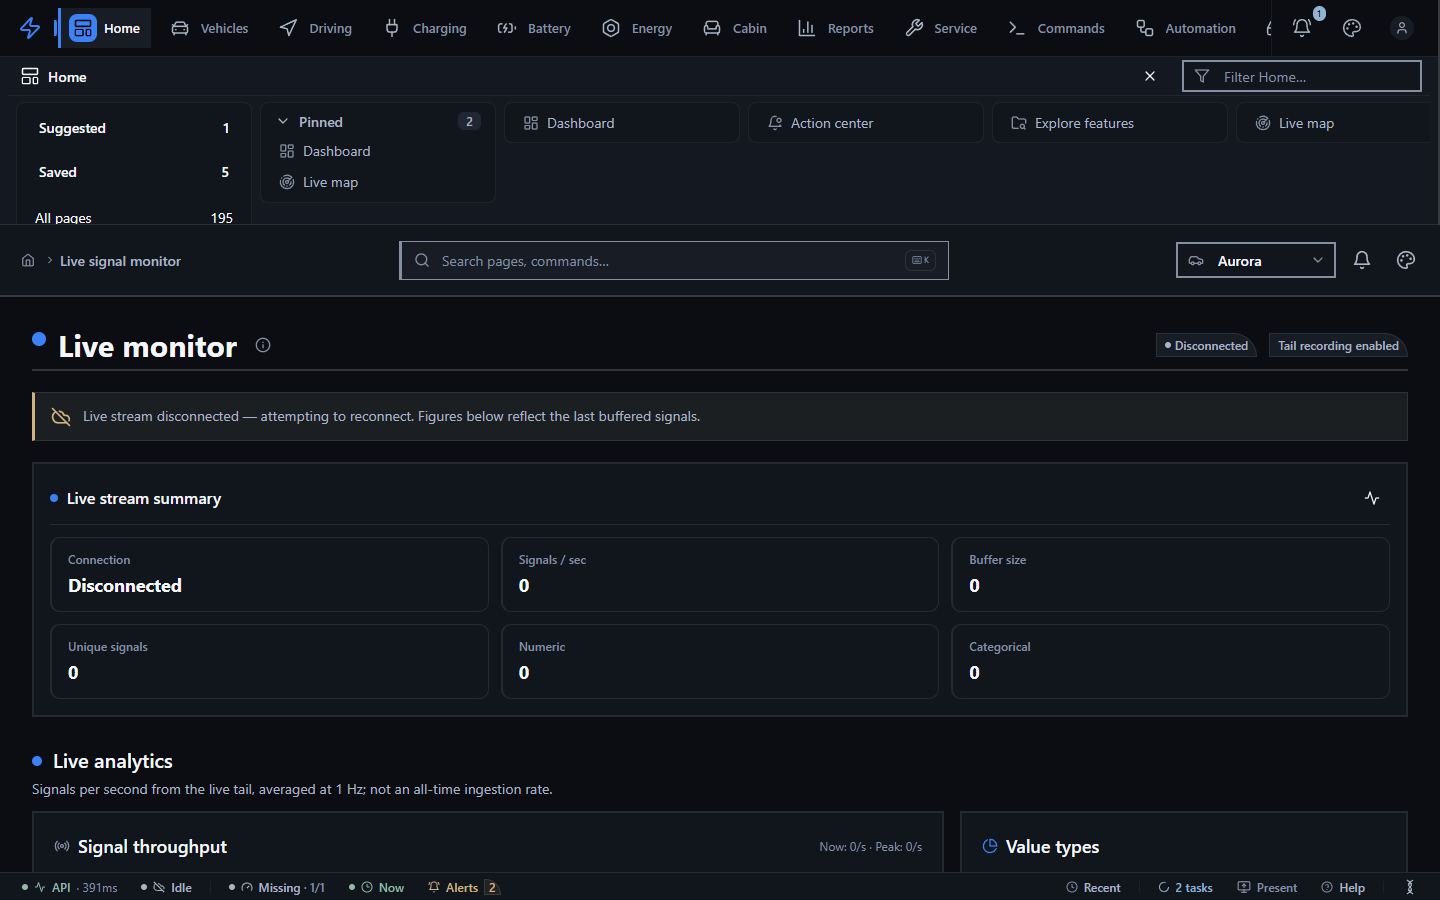 Home Vehicles Driving Charging Battery Energy Cabin Reports Service Commands Automation 1
Home Filter Home...
Suggested 1
Saved 5
All pages 195
Pinned 2
Dashboard
Live map
Dashboard
Action center
Explore features
Live map
Live signal monitor
Search pages, commands... K
Aurora
Live monitor
Disconnected
Tail recording enabled
Live stream disconnected — attempting to reconnect. Figures below reflect the last buffered signals.
Live stream summary
Connection
Disconnected
Signals / sec
0
Buffer size
0
Unique signals
0
Numeric
0
Categorical
0
Live analytics
Signals per second from the live tail, averaged at 1 Hz; not an all-time ingestion rate.
Signal throughput
Now: 0/s · Peak: 0/s
Value types
API · 391ms Idle Missing · 1/1 Now Alerts 2 Recent 2 tasks Present Help